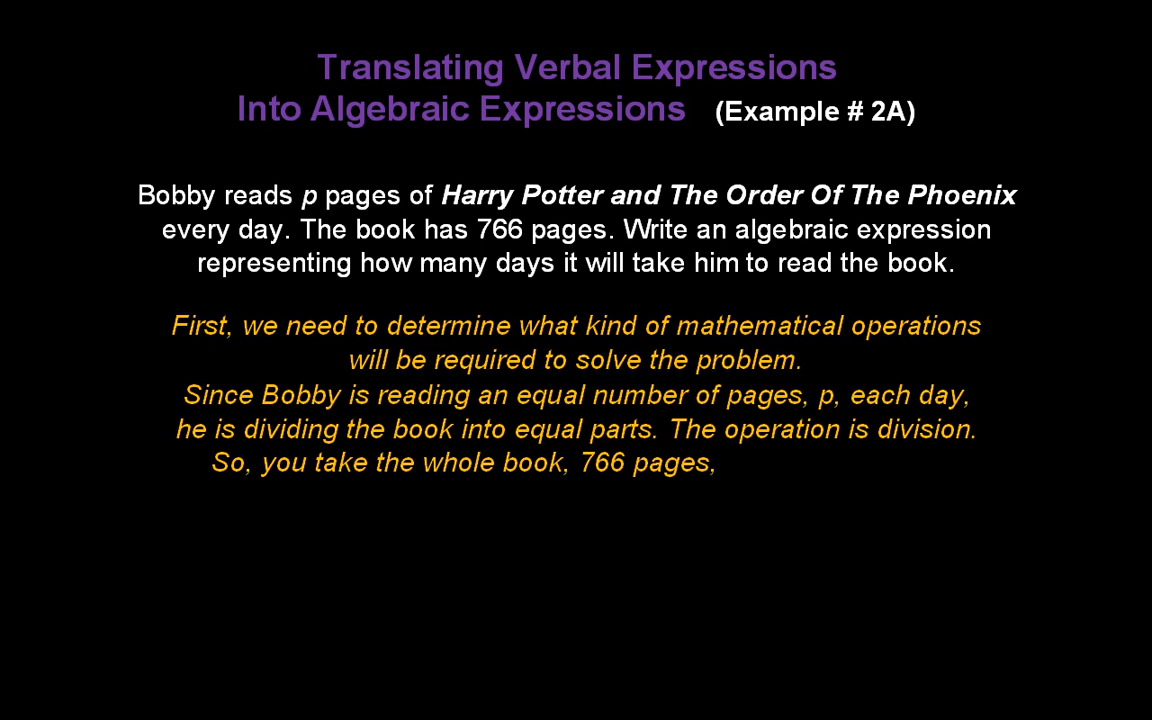 Translating Verbal Expressions
Into Algebraic Expressions (Example # 2A)
Bobby reads p pages of Harry Potter and The Order Of The Phoenix
every day. The book has 766 pages. Write an algebraic expression
representing how many days it will take him to read the book.
First, we need to determine what kind of mathematical operations
will be required to solve the problem.
Since Bobby is reading an equal number of pages, p, each day,
he is dividing the book into equal parts. The operation is division.
So, you take the whole book, 766 pages,